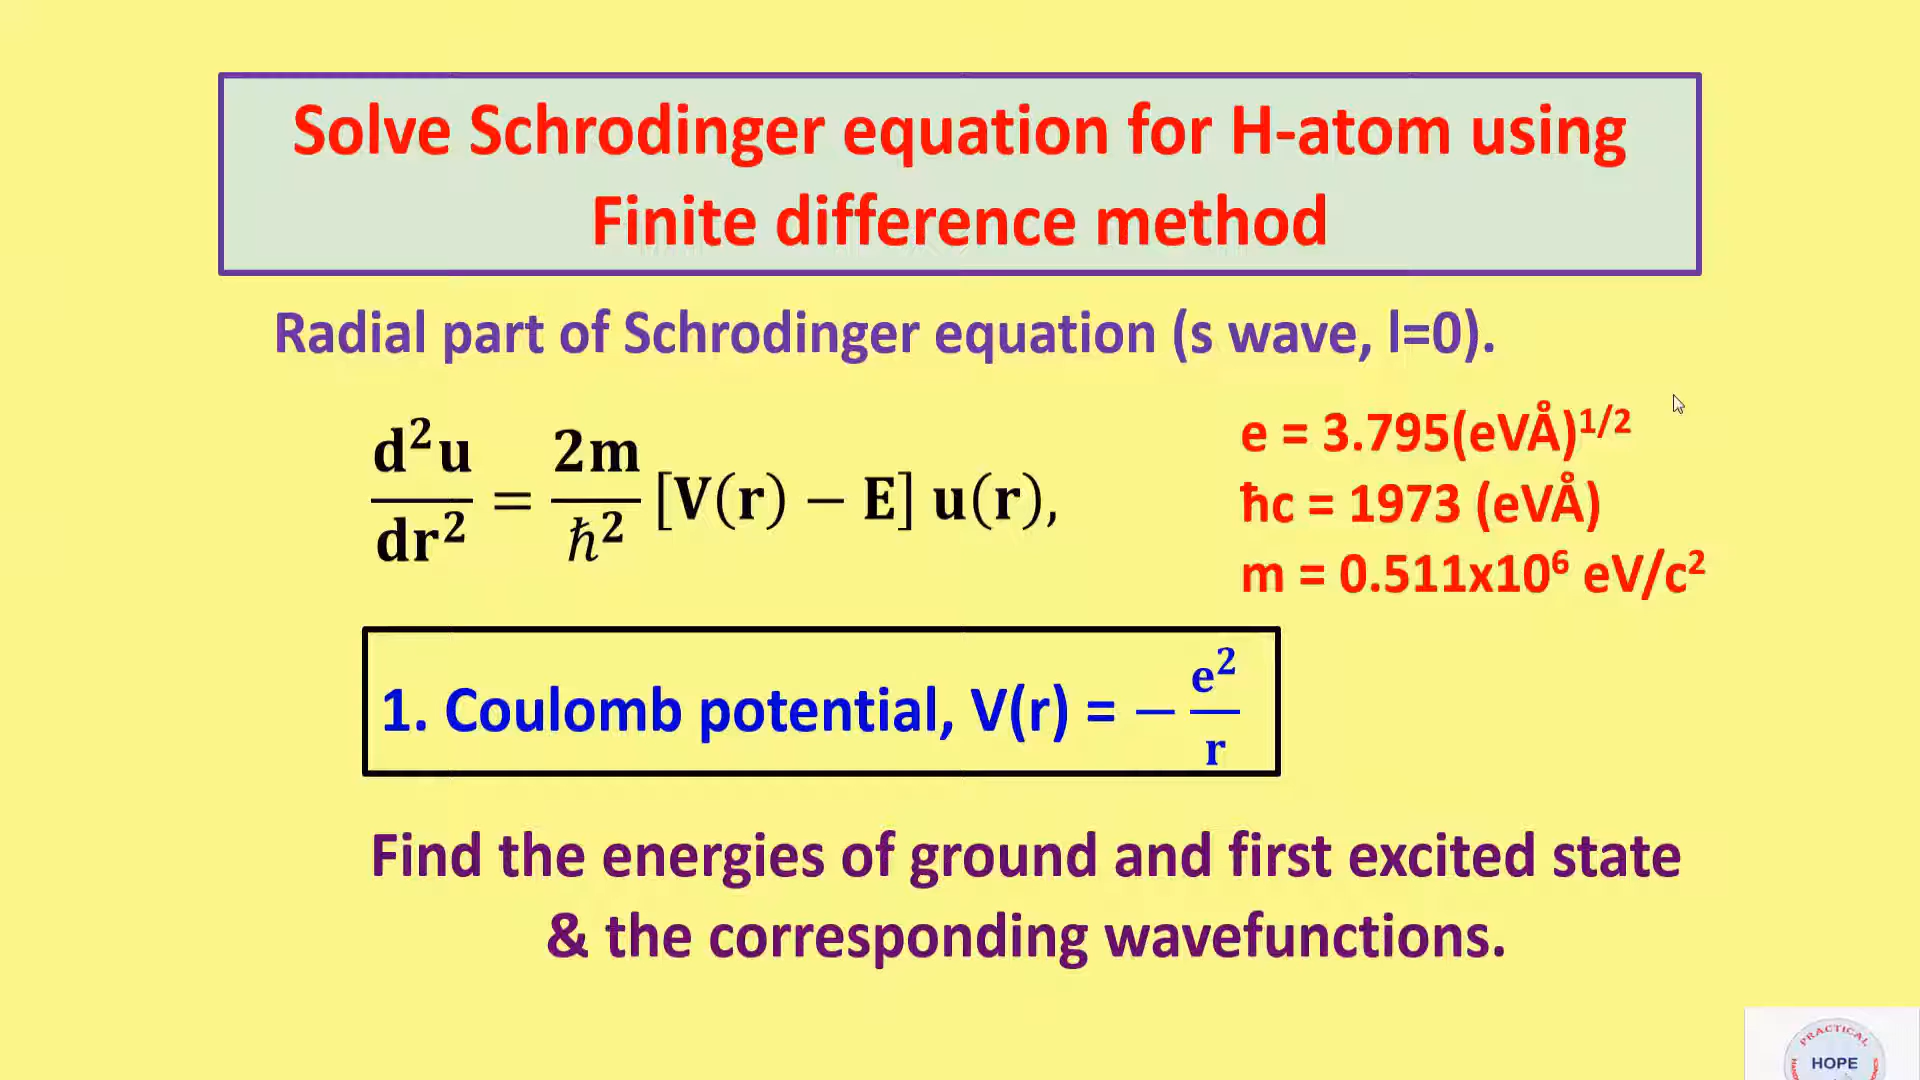 Solve Schrodinger equation for H-atom using
Finite difference method
Radial part of Schrodinger equation (s wave, l=0).
d²u/dr² = 2m/ℏ² [V(r) − E] u(r),
e = 3.795(eVÅ)^1/2
ħc = 1973 (eVÅ)
m = 0.511x10⁶ eV/c²
1. Coulomb potential, V(r) = − e²/r
Find the energies of ground and first excited state
& the corresponding wavefunctions.
PRACTICAL
HOPE